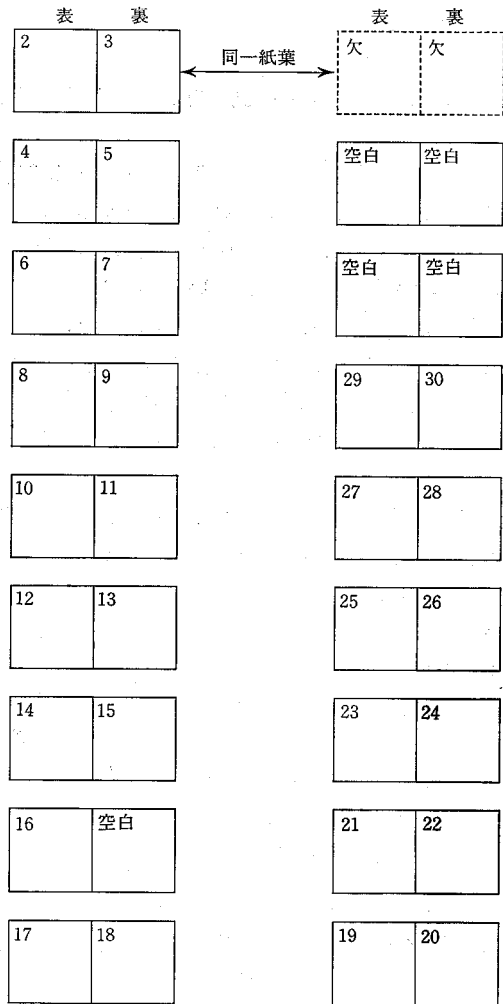 表 裏 表 裏
2 3 同一紙葉 欠 欠
4 5 空白 空白
6 7 空白 空白
8 9 29 30
10 11 27 28
12 13 25 26
14 15 23 24
16 空白 21 22
17 18 19 20